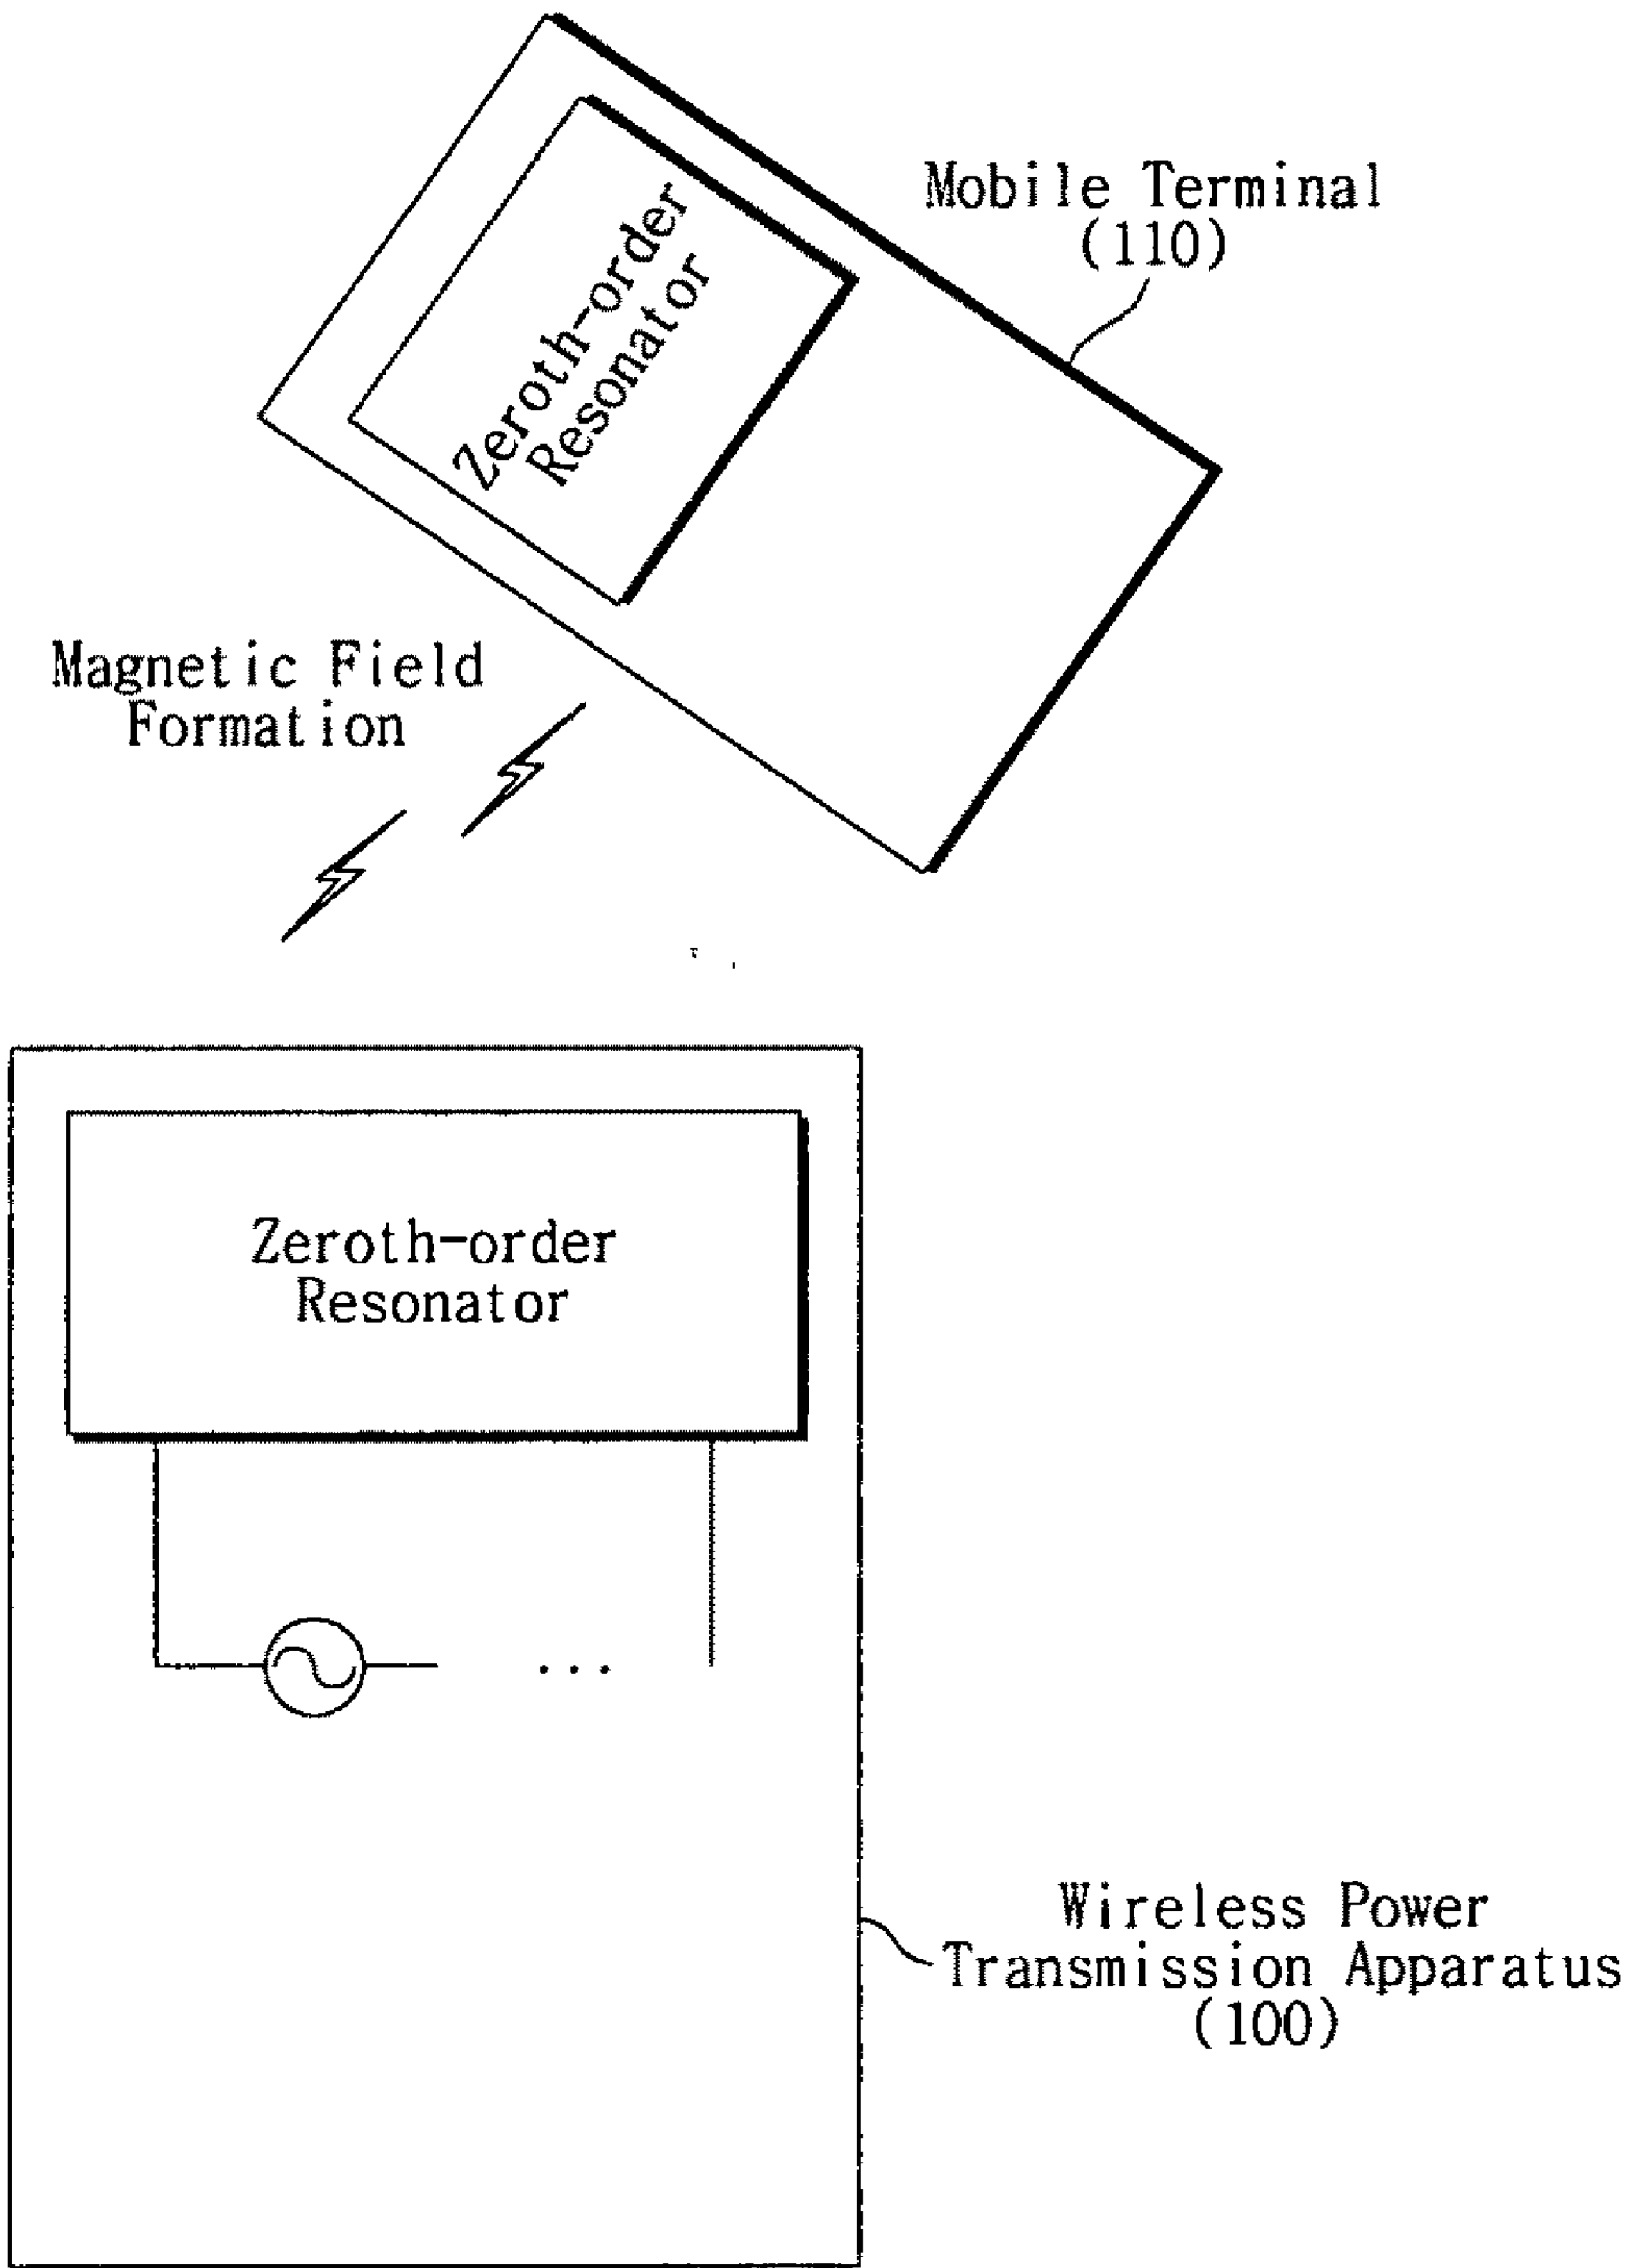 Mobile Terminal
(110)
Zeroth-order
Resonator
Magnetic Field
Formation
Zeroth-order
Resonator
...
Wireless Power
Transmission Apparatus
(100)